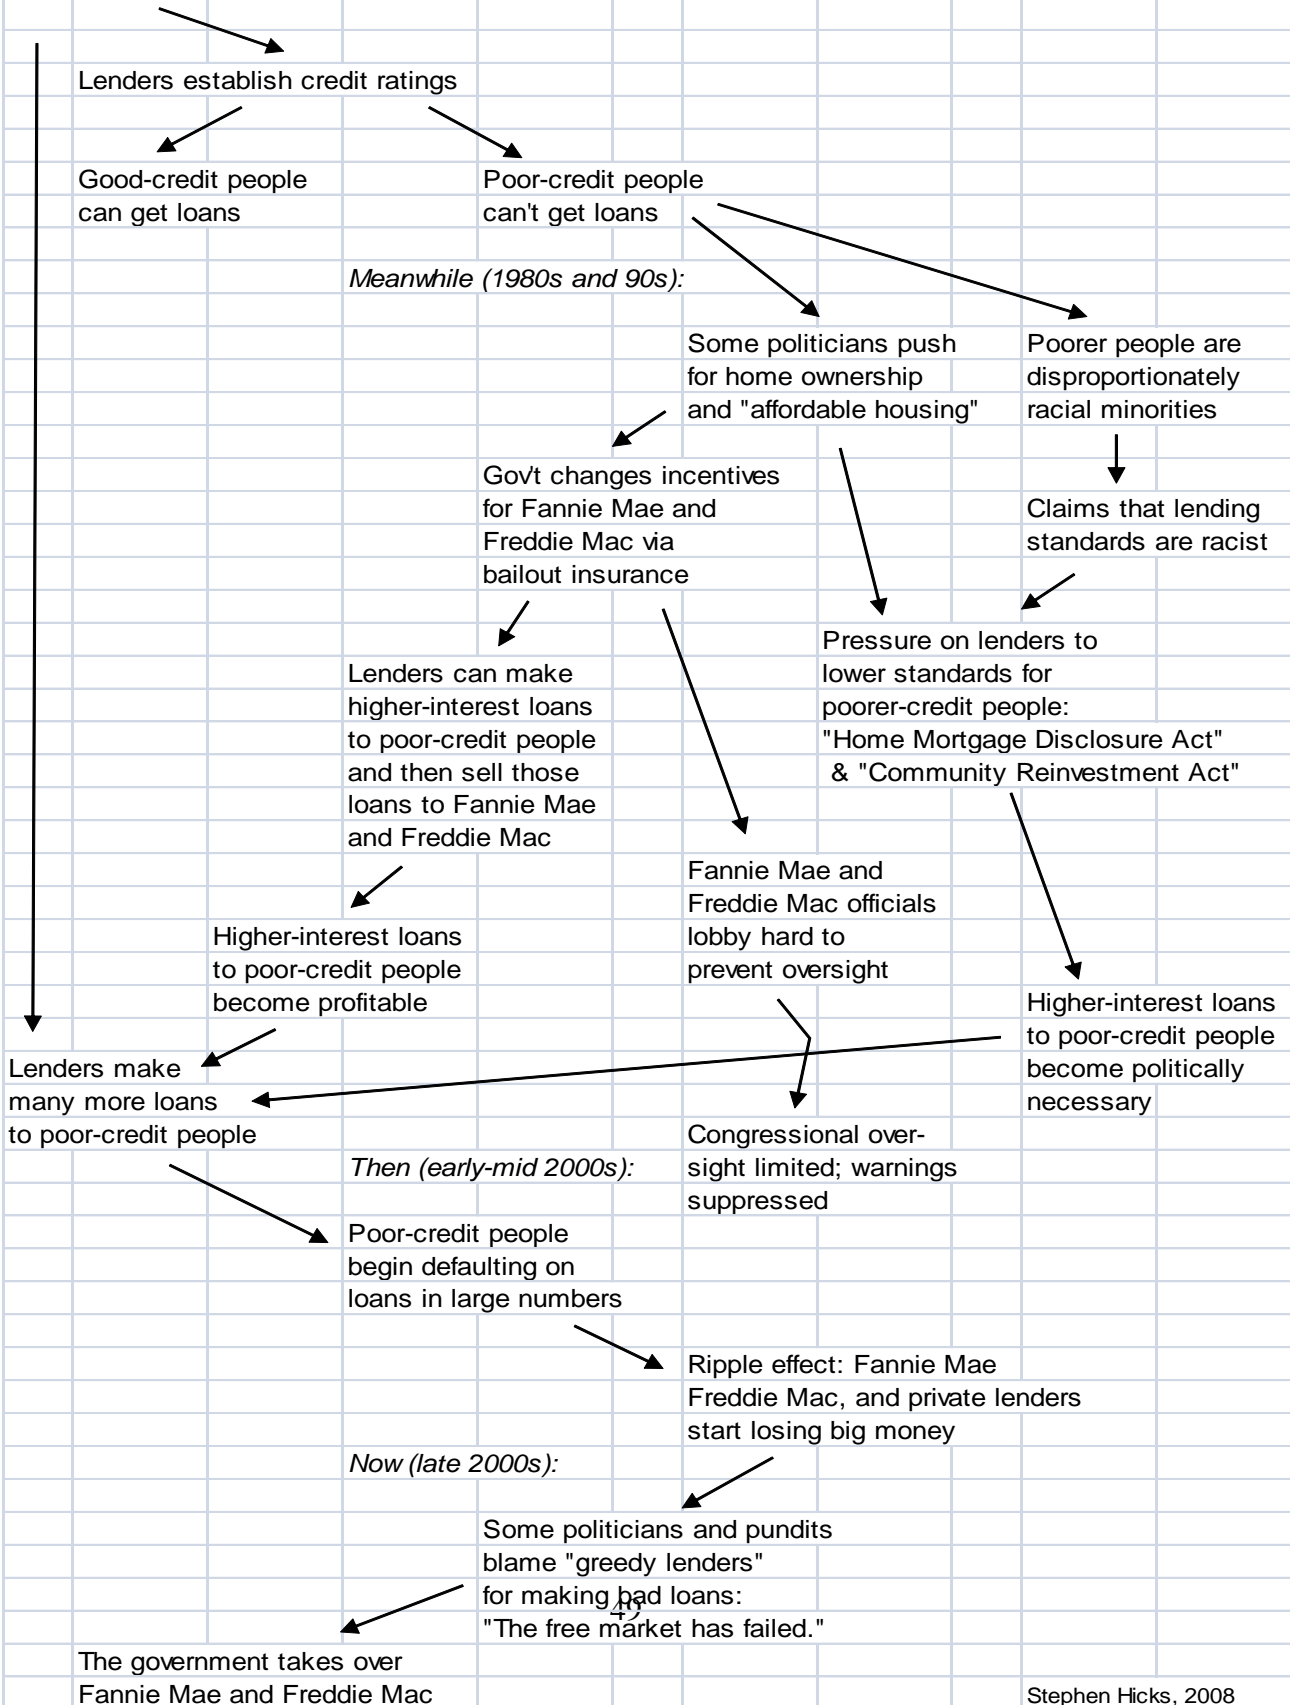 Lenders establish credit ratings
Good-credit people
can get loans
Poor-credit people
can't get loans
Meanwhile (1980s and 90s):
Some politicians push
for home ownership
and "affordable housing"
Poorer people are
disproportionately
racial minorities
Gov't changes incentives
for Fannie Mae and
Freddie Mac via
bailout insurance
Claims that lending
standards are racist
Pressure on lenders to
lower standards for
poorer-credit people:
"Home Mortgage Disclosure Act"
& "Community Reinvestment Act"
Lenders can make
higher-interest loans
to poor-credit people
and then sell those
loans to Fannie Mae
and Freddie Mac
Fannie Mae and
Freddie Mac officials
lobby hard to
prevent oversight
Higher-interest loans
to poor-credit people
become profitable
Higher-interest loans
to poor-credit people
become politically
necessary
Lenders make
many more loans
to poor-credit people
Congressional over-
sight limited; warnings
suppressed
Then (early-mid 2000s):
Poor-credit people
begin defaulting on
loans in large numbers
Ripple effect: Fannie Mae
Freddie Mac, and private lenders
start losing big money
Now (late 2000s):
Some politicians and pundits
blame "greedy lenders"
for making bad loans:
49
"The free market has failed."
The government takes over
Fannie Mae and Freddie Mac
Stephen Hicks, 2008